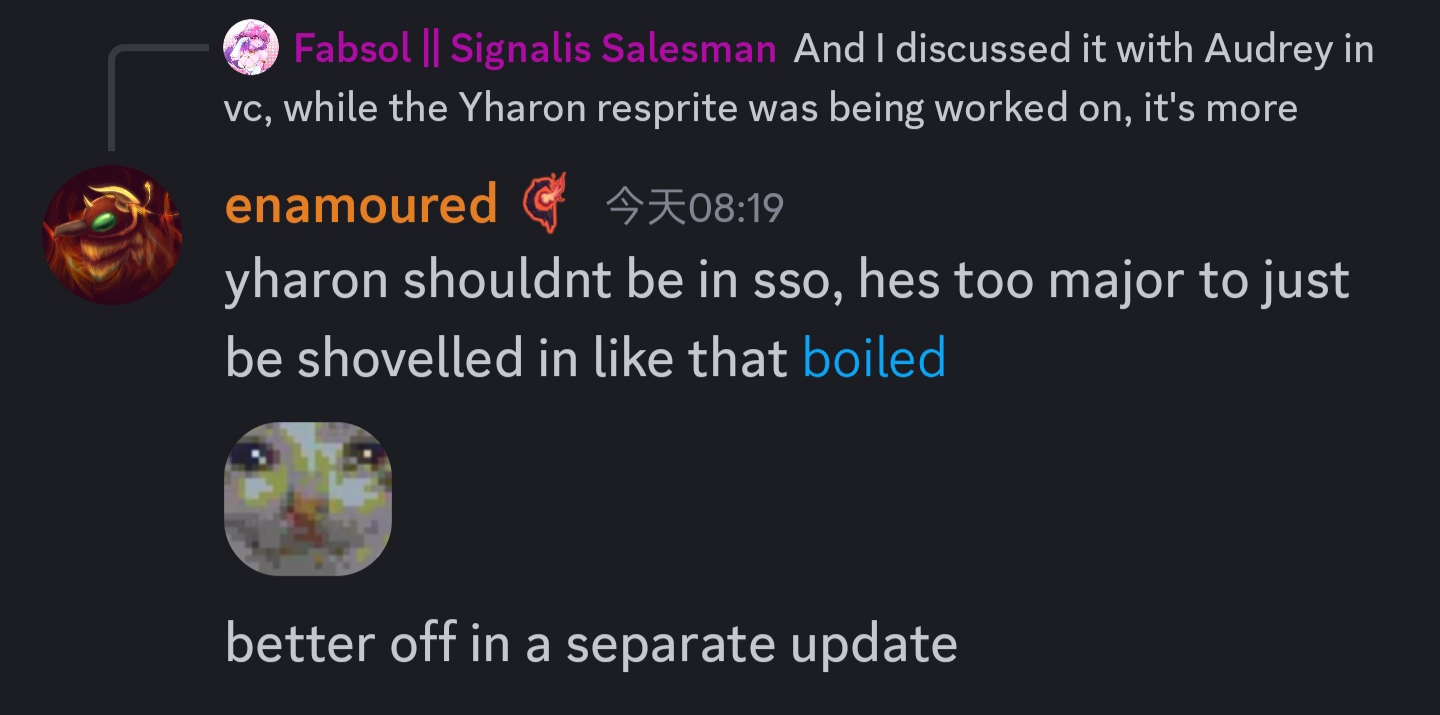 Fabsol || Signalis Salesman And I discussed it with Audrey in
vc, while the Yharon resprite was being worked on, it's more
enamoured 今天08:19
yharon shouldnt be in sso, hes too major to just
be shovelled in like that boiled
better off in a separate update